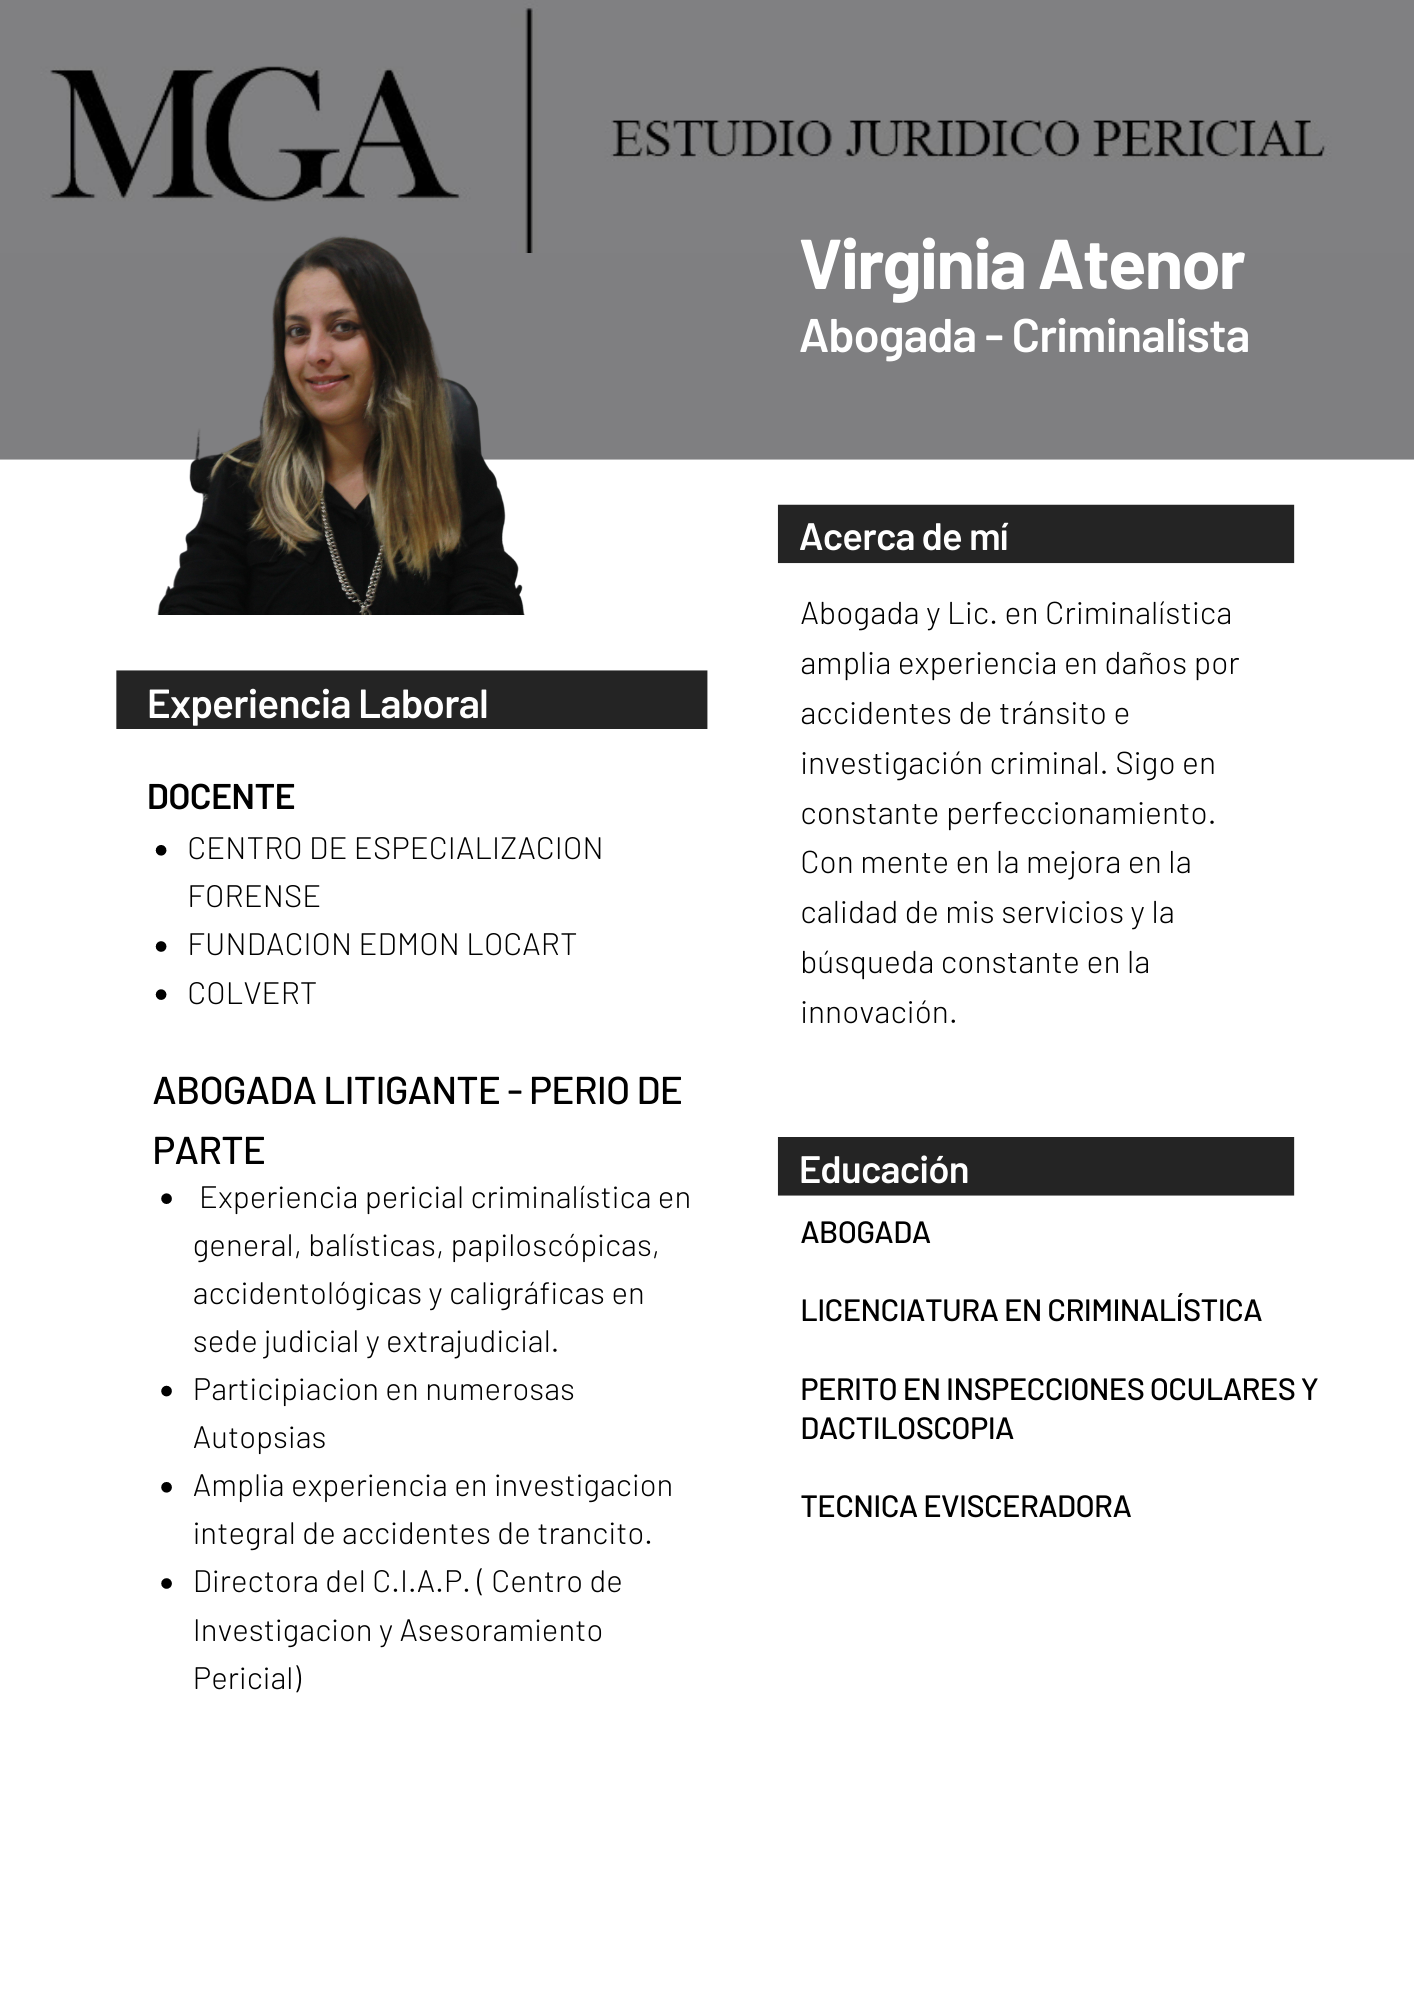 MGA
ESTUDIO JURIDICO PERICIAL
Virginia Atenor
Abogada - Criminalista
Experiencia Laboral
DOCENTE
CENTRO DE ESPECIALIZACION
FORENSE
FUNDACION EDMON LOCART
COLVERT
ABOGADA LITIGANTE - PERIO DE
PARTE
Experiencia pericial criminalística en
general, balísticas, papiloscópicas,
accidentológicas y caligráficas en
sede judicial y extrajudicial.
Participiacion en numerosas
Autopsias
Amplia experiencia en investigacion
integral de accidentes de trancito.
Directora del C.I.A.P. ( Centro de
Investigacion y Asesoramiento
Pericial)
Acerca de mí
Abogada y Lic. en Criminalística
amplia experiencia en daños por
accidentes de tránsito e
investigación criminal. Sigo en
constante perfeccionamiento.
Con mente en la mejora en la
calidad de mis servicios y la
búsqueda constante en la
innovación.
Educación
ABOGADA
LICENCIATURA EN CRIMINALÍSTICA
PERITO EN INSPECCIONES OCULARES Y
DACTILOSCOPIA
TECNICA EVISCERADORA